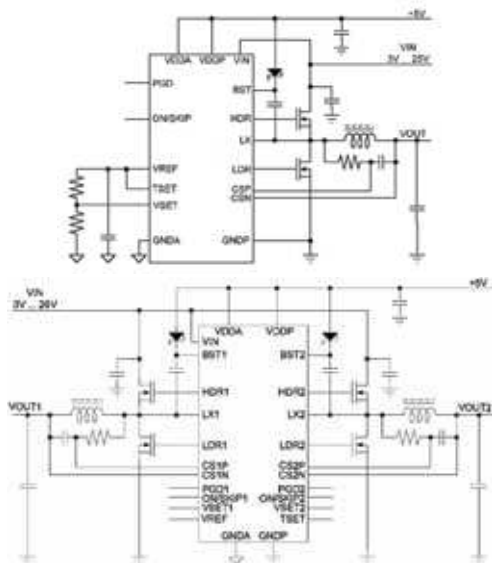 +5V
VDDA VDDP VIN
VIN
3V ... 25V
PGD
BST
ON/SKIP
HDR
LX
VOUT
VREF
LDR
TSET
CSP
VSET
CSN
GNDA
GNDP
+5V
VIN
3V ... 26V
VDDA VDDP
VIN
BST1 BST2
HDR1 HDR2
VOUT1
LX1 LX2
VOUT2
LDR1 LDR2
CS1P CS2P
CS1N CS2N
PGD1 PGD2
ON/SKIP1 ON/SKIP2
VSET1 VSET2
VREF TSET
GNDA GNDP